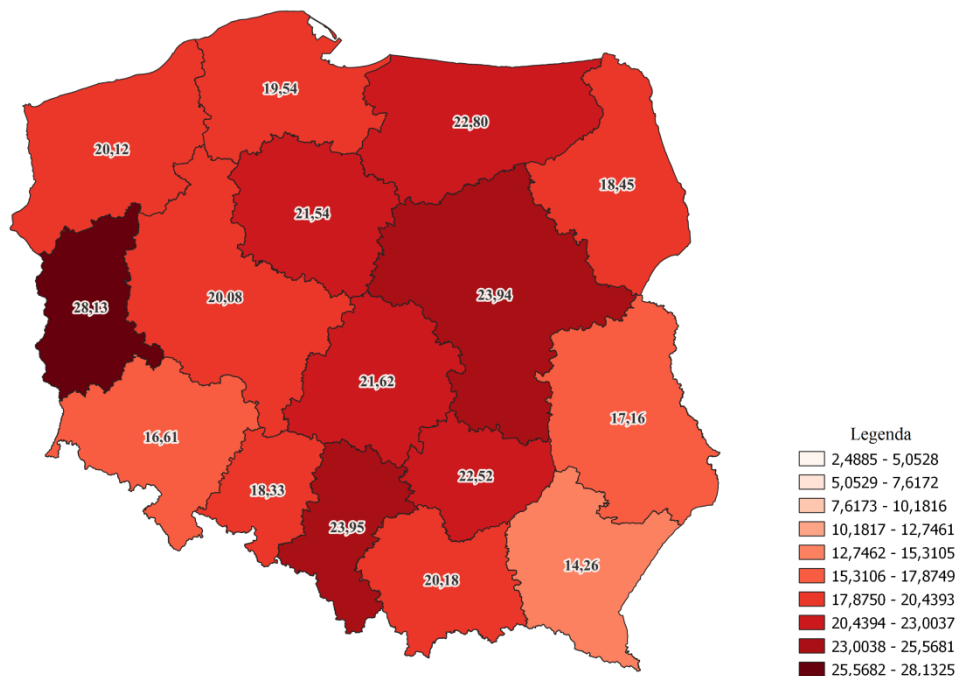 19,54
22,80
20,12
18,45
21,54
23,94
20,08
28,13
21,62
17,16
16,61
22,52
18,33
23,95
14,26
20,18
Legenda
2,4885 - 5,0528
5,0529 - 7,6172
7,6173 - 10,1816
10,1817 - 12,7461
12,7462 - 15,3105
15,3106 - 17,8749
17,8750 - 20,4393
20,4394 - 23,0037
23,0038 - 25,5681
25,5682 - 28,1325